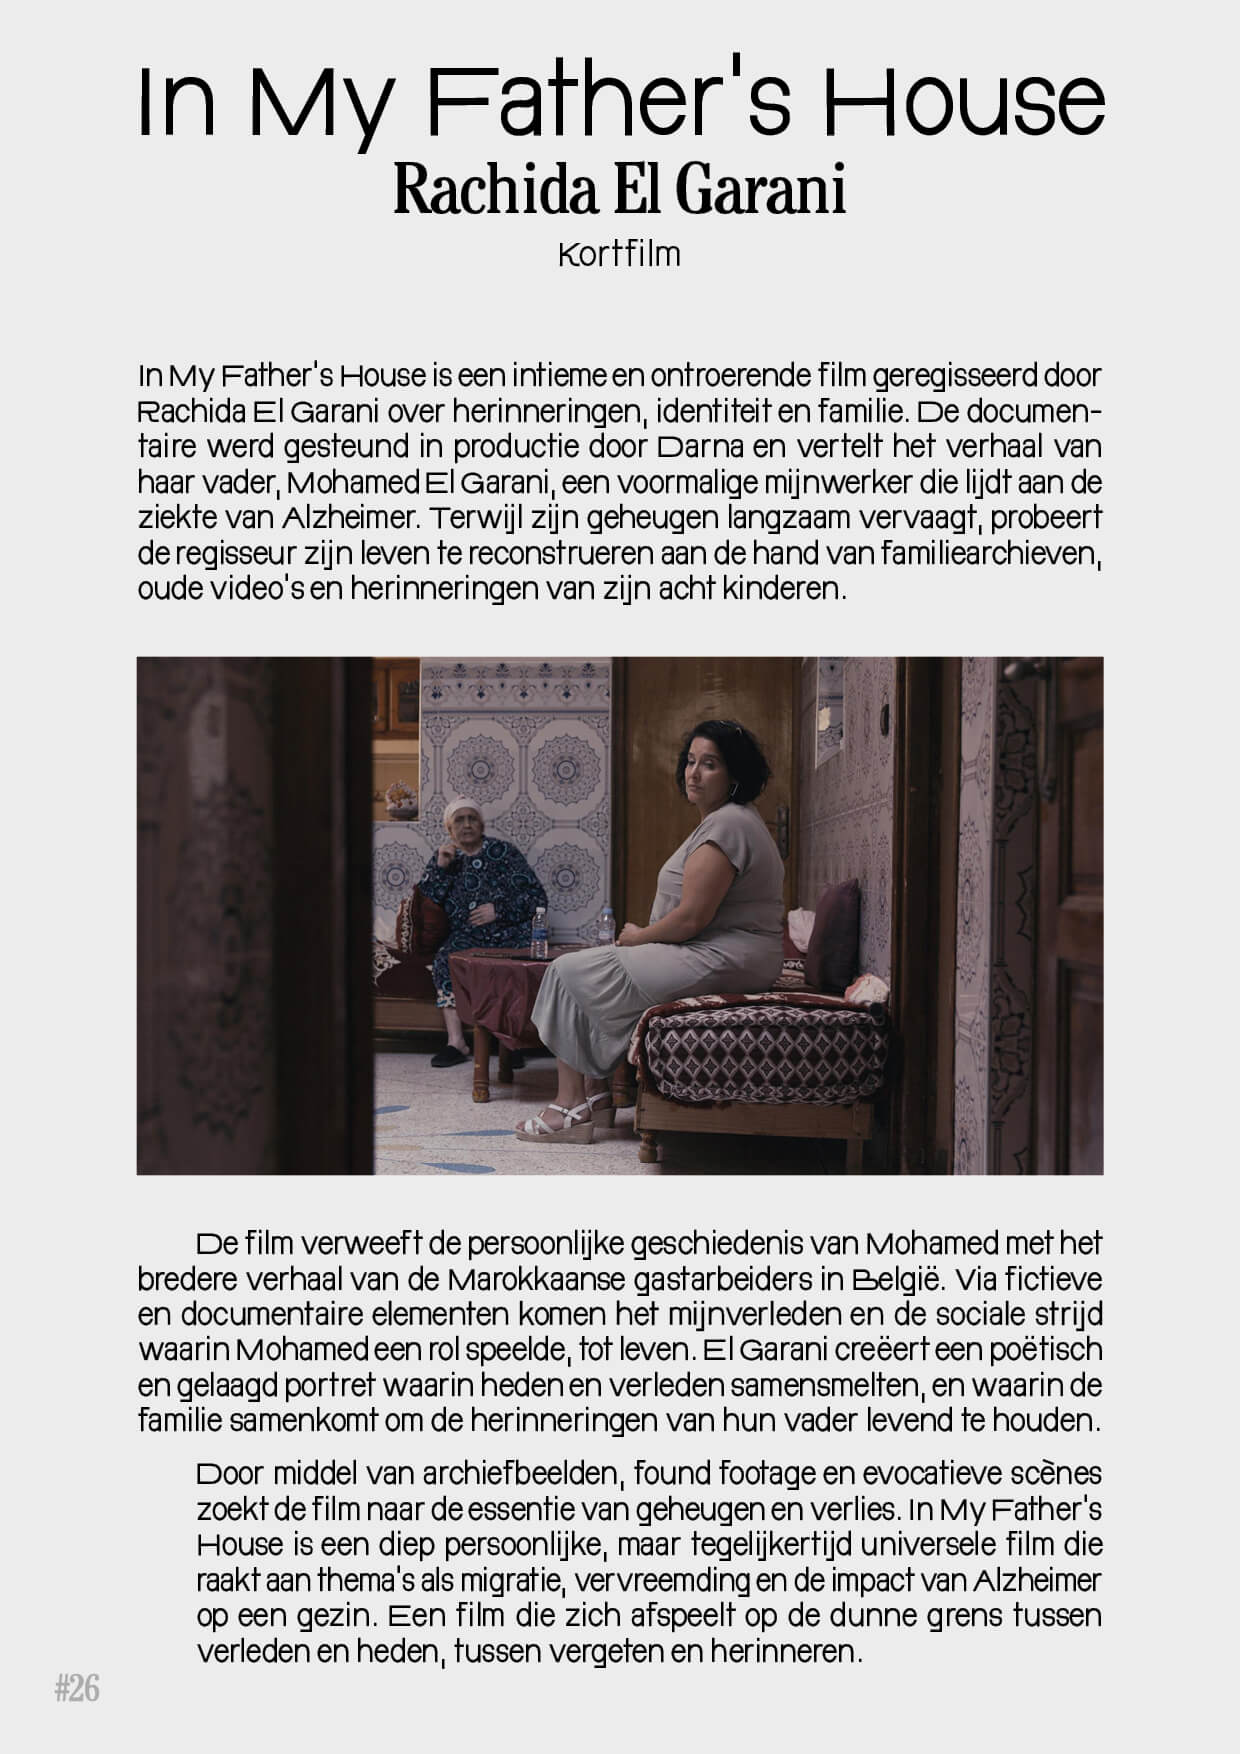 In My Father's House
Rachida El Garani
Kortfilm
In My Father's House is een intieme en ontroerende film geregisseerd door
Rachida El Garani over herinneringen, identiteit en familie. De documen-
taire werd gesteund in productie door Darna en vertelt het verhaal van
haar vader, Mohamed El Garani, een voormalige mijnwerker die lijdt aan de
ziekte van Alzheimer. Terwijl zijn geheugen langzaam vervaagt, probeert
de regisseur zijn leven te reconstrueren aan de hand van familiearchieven,
oude video's en herinneringen van zijn acht kinderen.
De film verweeft de persoonlijke geschiedenis van Mohamed met het
bredere verhaal van de Marokkaanse gastarbeiders in België. Via fictieve
en documentaire elementen komen het mijnverleden en de sociale strijd
waarin Mohamed een rol speelde, tot leven. El Garani creëert een poëtisch
en gelaagd portret waarin heden en verleden samensmelten, en waarin de
familie samenkomt om de herinneringen van hun vader levend te houden.
Door middel van archiefbeelden, found footage en evocatieve scènes
zoekt de film naar de essentie van geheugen en verlies. In My Father's
House is een diep persoonlijke, maar tegelijkertijd universele film die
raakt aan thema's als migratie, vervreemding en de impact van Alzheimer
op een gezin. Een film die zich afspeelt op de dunne grens tussen
verleden en heden, tussen vergeten en herinneren.
#26